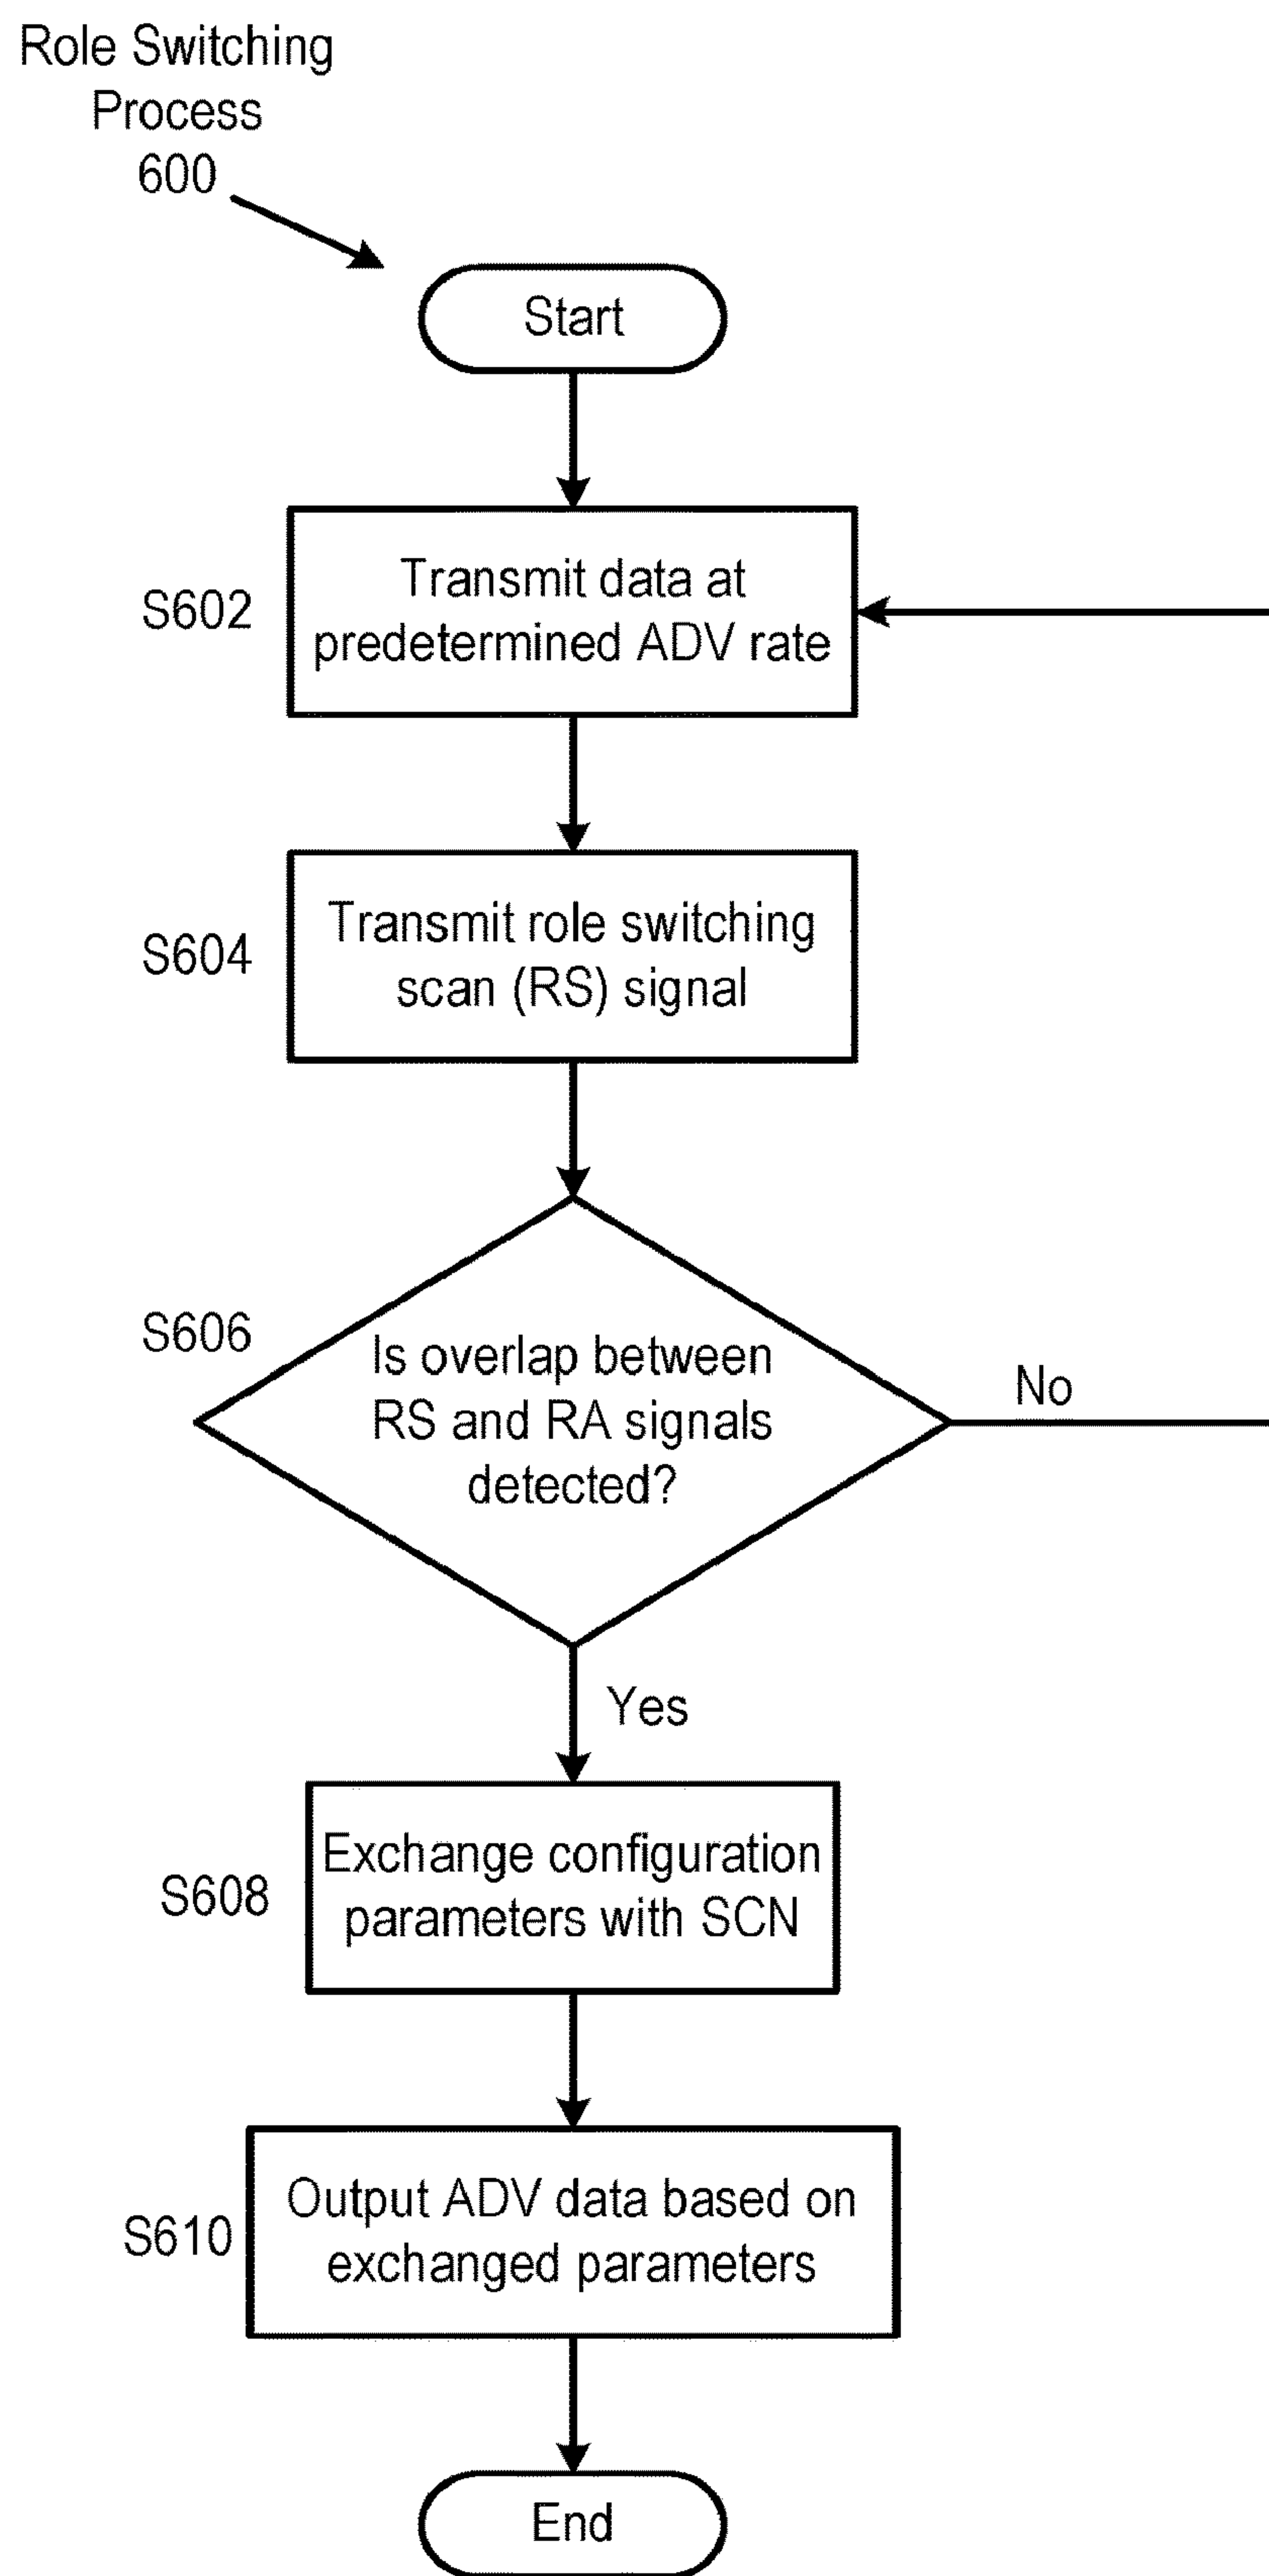 Role Switching
Process
600
Start
S602
Transmit data at
predetermined ADV rate
S604
Transmit role switching
scan (RS) signal
S606
Is overlap between
RS and RA signals
detected?
No
Yes
S608
Exchange configuration
parameters with SCN
S610
Output ADV data based on
exchanged parameters
End